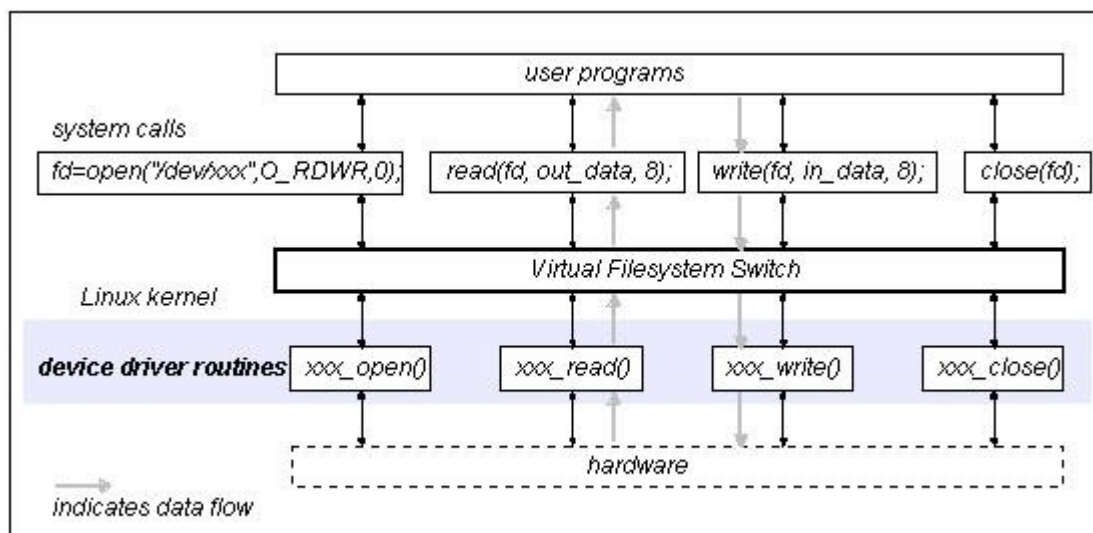 user programs
system calls
fd=open("/dev/xxx",O_RDWR,0);
read(fd, out_data, 8);
write(fd, in_data, 8);
close(fd);
Virtual Filesystem Switch
Linux kernel
device driver routines
xxx_open()
xxx_read()
xxx_write()
xxx_close()
hardware
indicates data flow